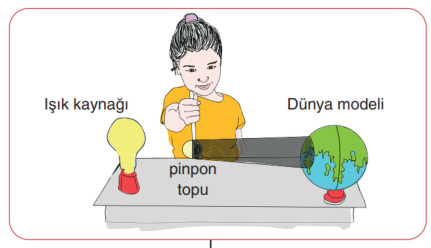 Işık kaynağı
Dünya modeli
pinpon
topu